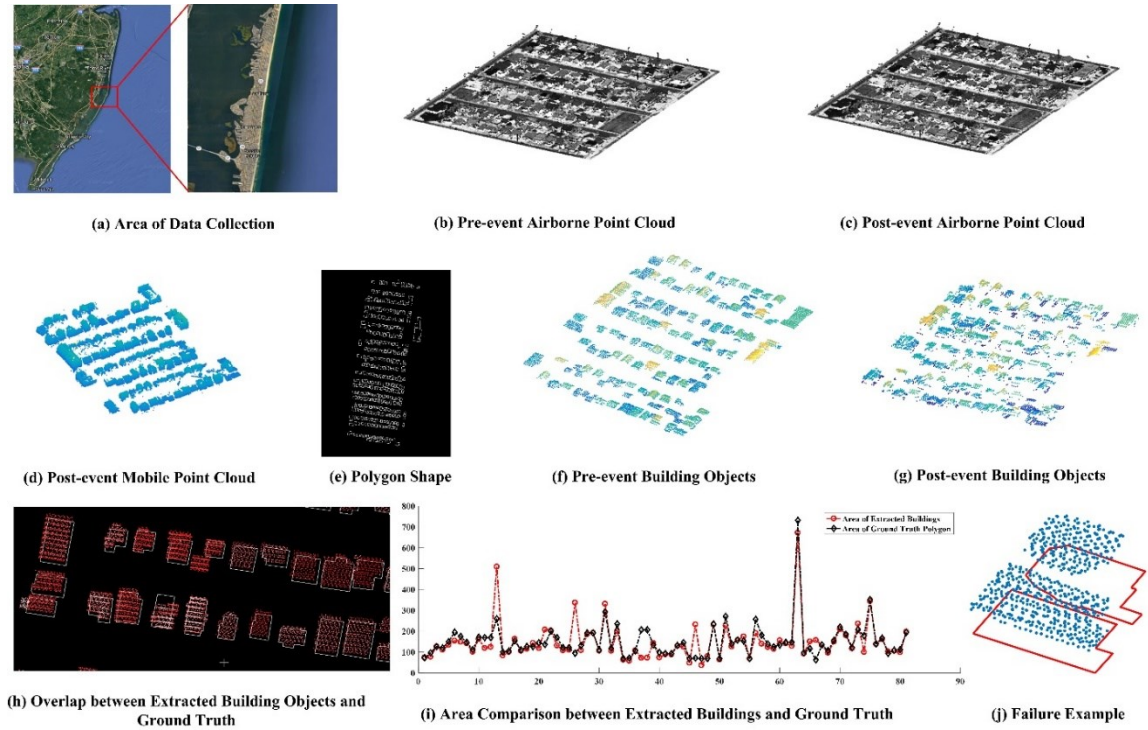 (a) Area of Data Collection
(b) Pre-event Airborne Point Cloud
(c) Post-event Airborne Point Cloud
(d) Post-event Mobile Point Cloud
(e) Polygon Shape
(f) Pre-event Building Objects
(g) Post-event Building Objects
800
700
600
500
400
300
200
100
0
0
10
20
30
40
50
60
70
80
90
Area of Extracted Buildings
Area of Ground Truth Polygon
(h) Overlap between Extracted Building Objects and
Ground Truth
(i) Area Comparison between Extracted Buildings and Ground Truth
(j) Failure Example